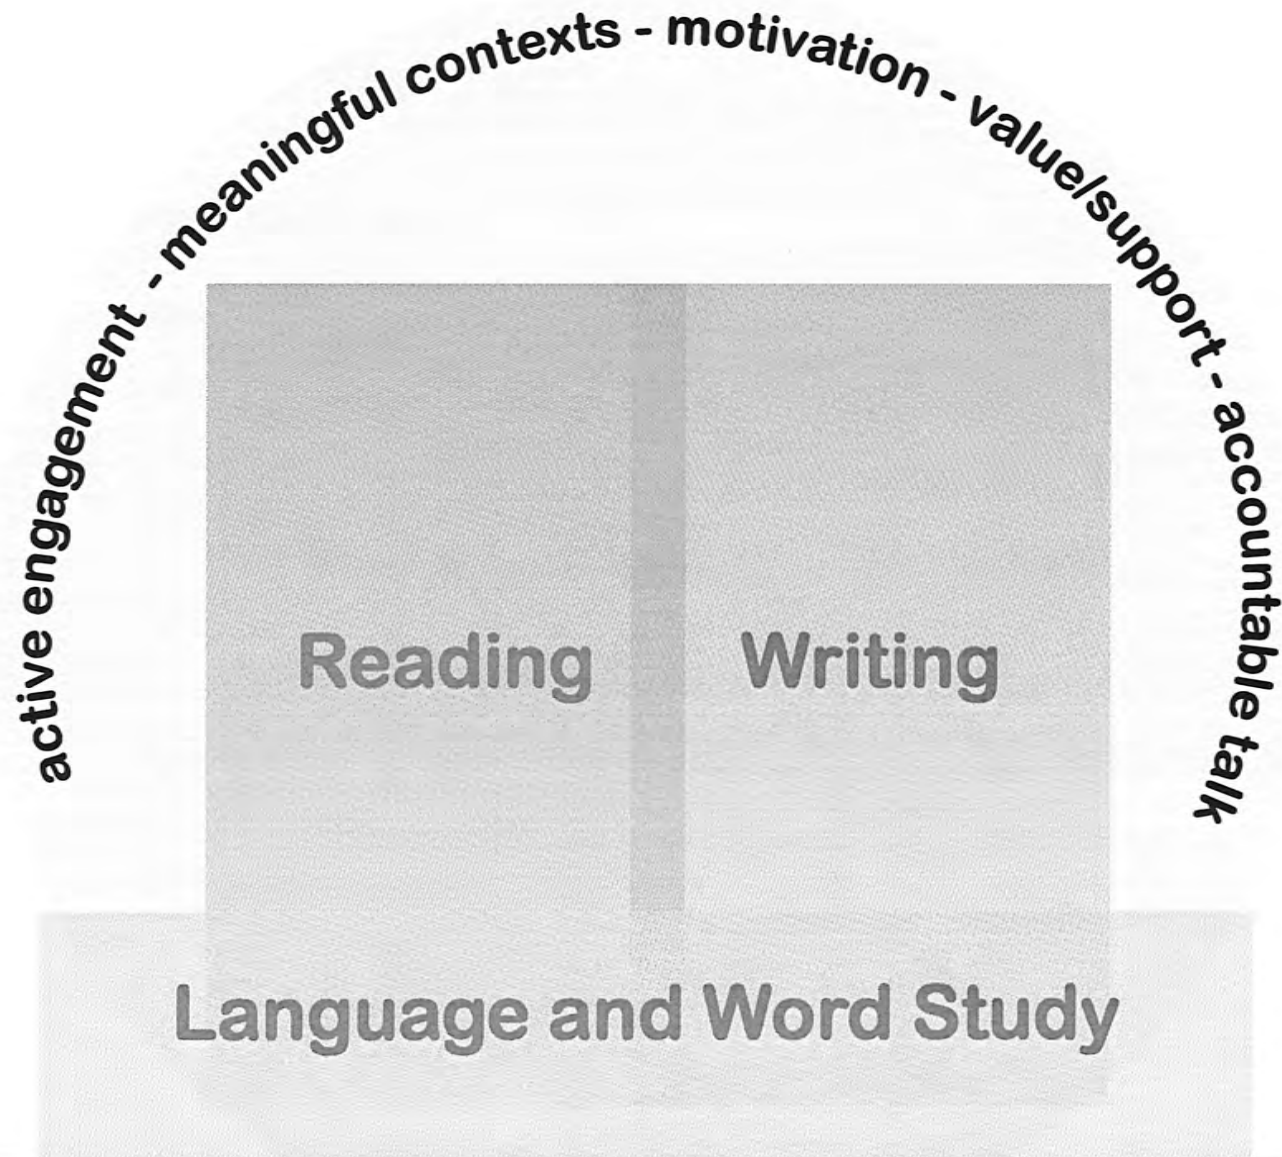 active engagement - meaningful contexts - motivation - value/support - accountable talk
Reading
Writing
Language and Word Study